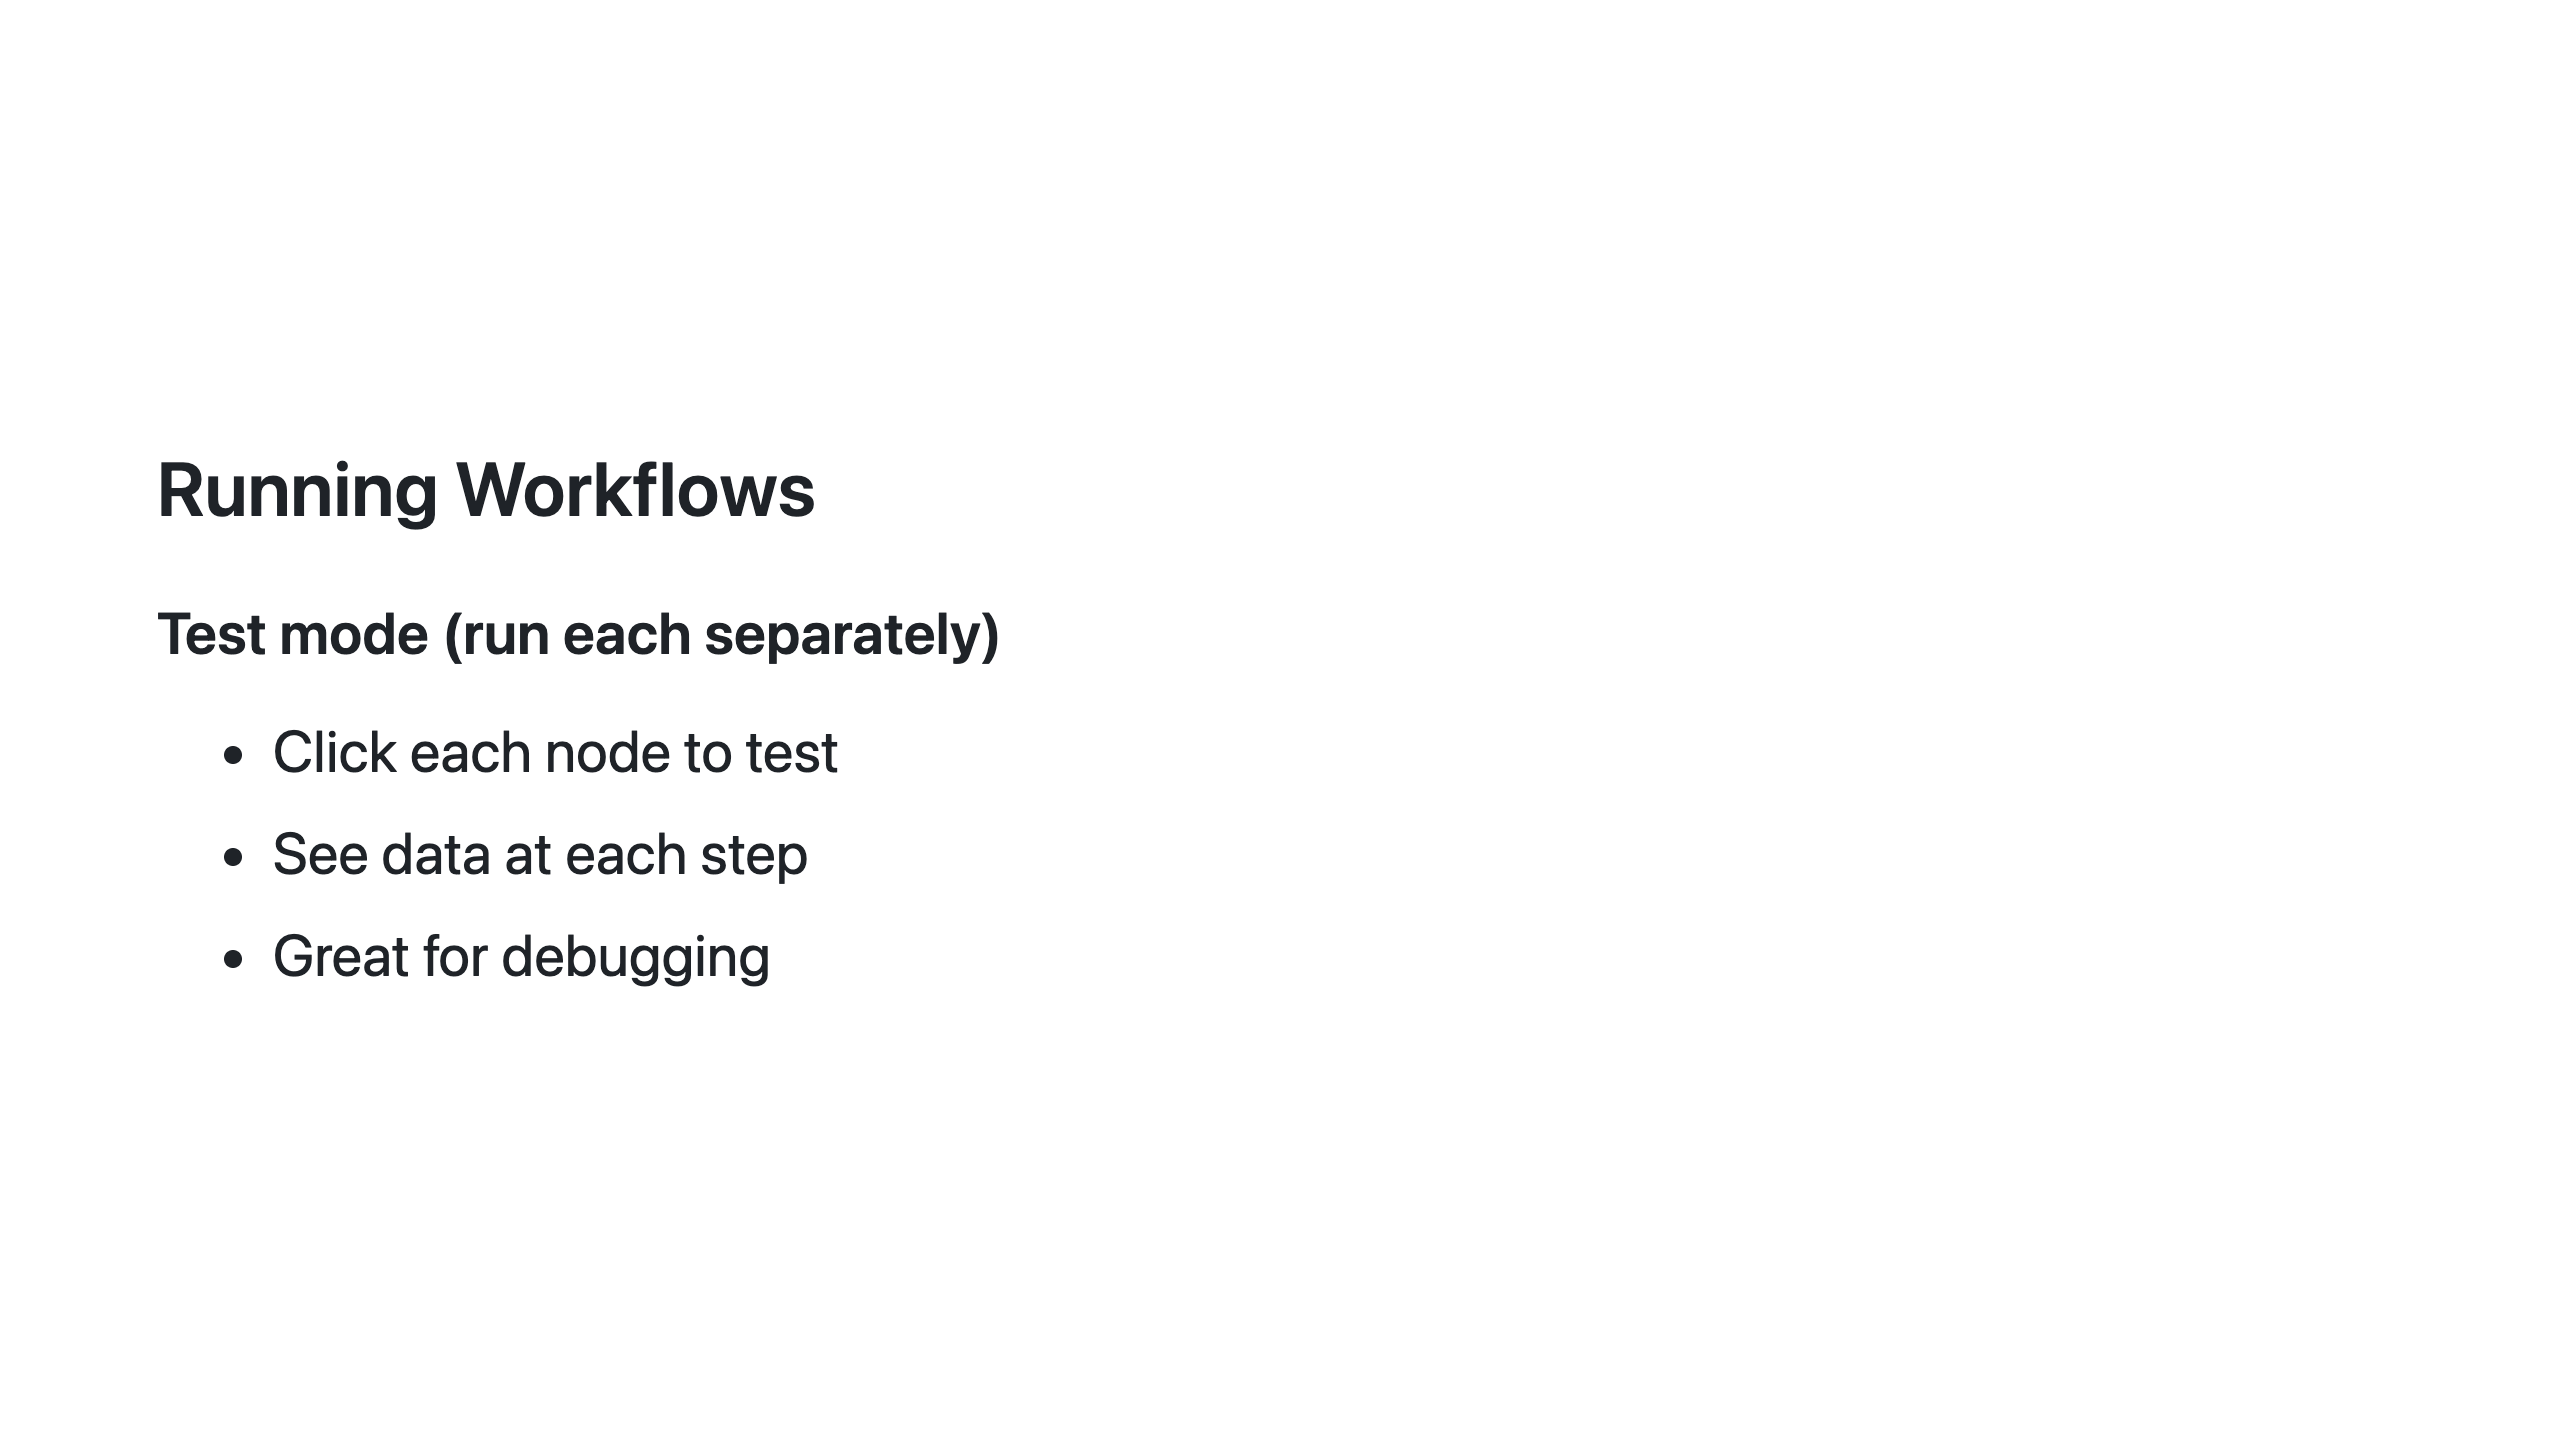 Running Workflows
Test mode (run each separately)
• Click each node to test
• See data at each step
• Great for debugging